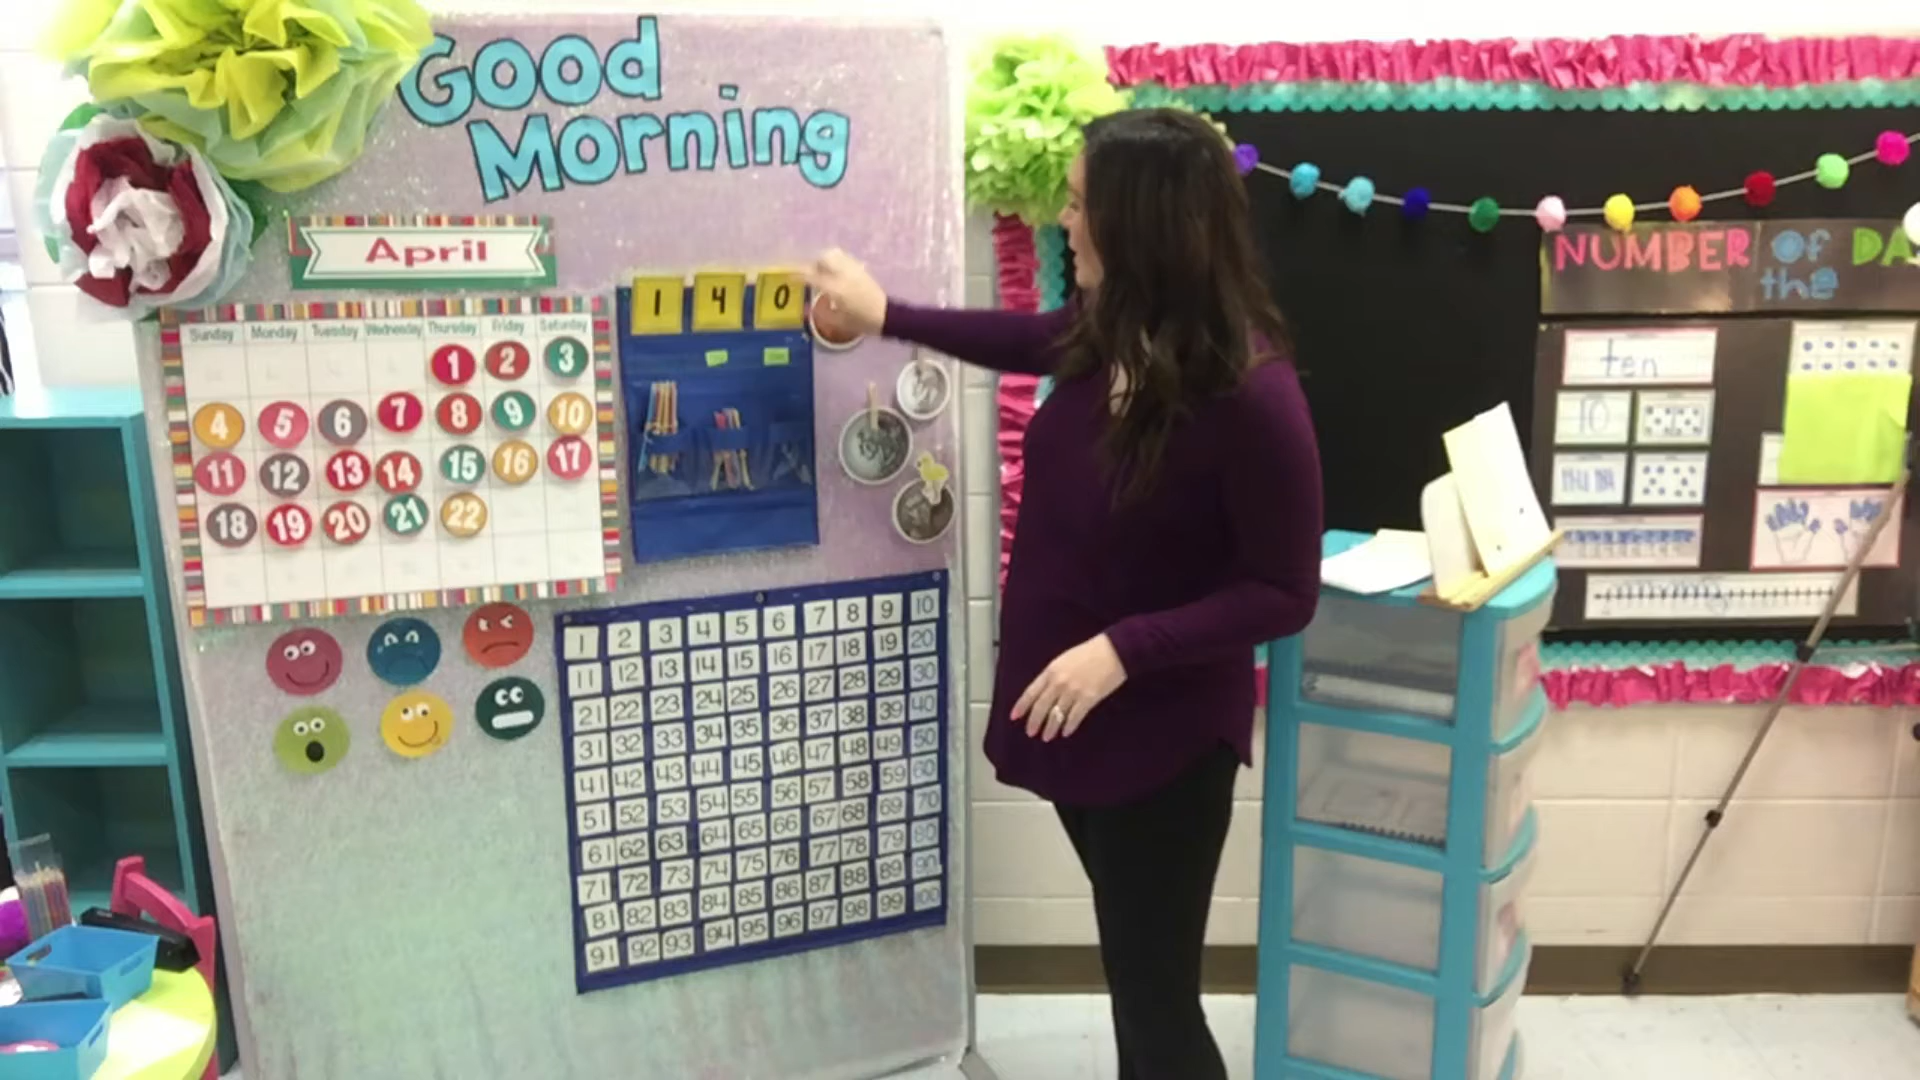 Good
Morning
April
1 4 0
Sunday Monday Tuesday Wednesday Thursday Friday Saturday
1 2 3
4 5 6 7 8 9 10
11 12 13 14 15 16 17
18 19 20 21 22
NUMBER of DA
the
ten
10
1 2 3 4 5 6 7 8 9 10
11 12 13 14 15 16 17 18 19 20
21 22 23 24 25 26 27 28 29 30
31 32 33 34 35 36 37 38 39 40
41 42 43 44 45 46 47 48 49 50
51 52 53 54 55 56 57 58 59 60
61 62 63 64 65 66 67 68 69 70
71 72 73 74 75 76 77 78 79 80
81 82 83 84 85 86 87 88 89 90
91 92 93 94 95 96 97 98 99 100